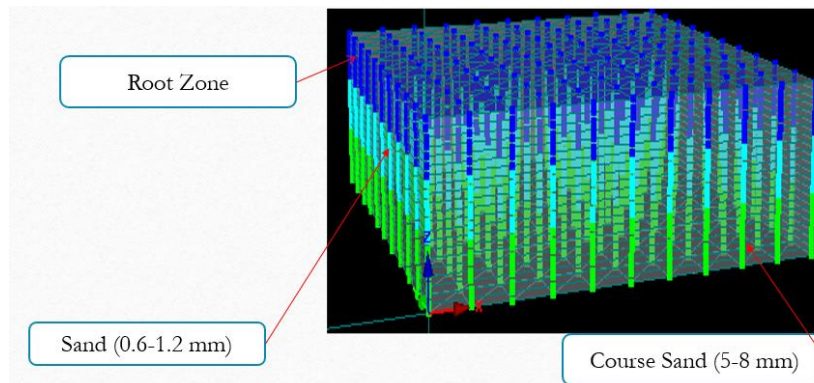 Root Zone
Z
X
Sand (0.6-1.2 mm)
Course Sand (5-8 mm)